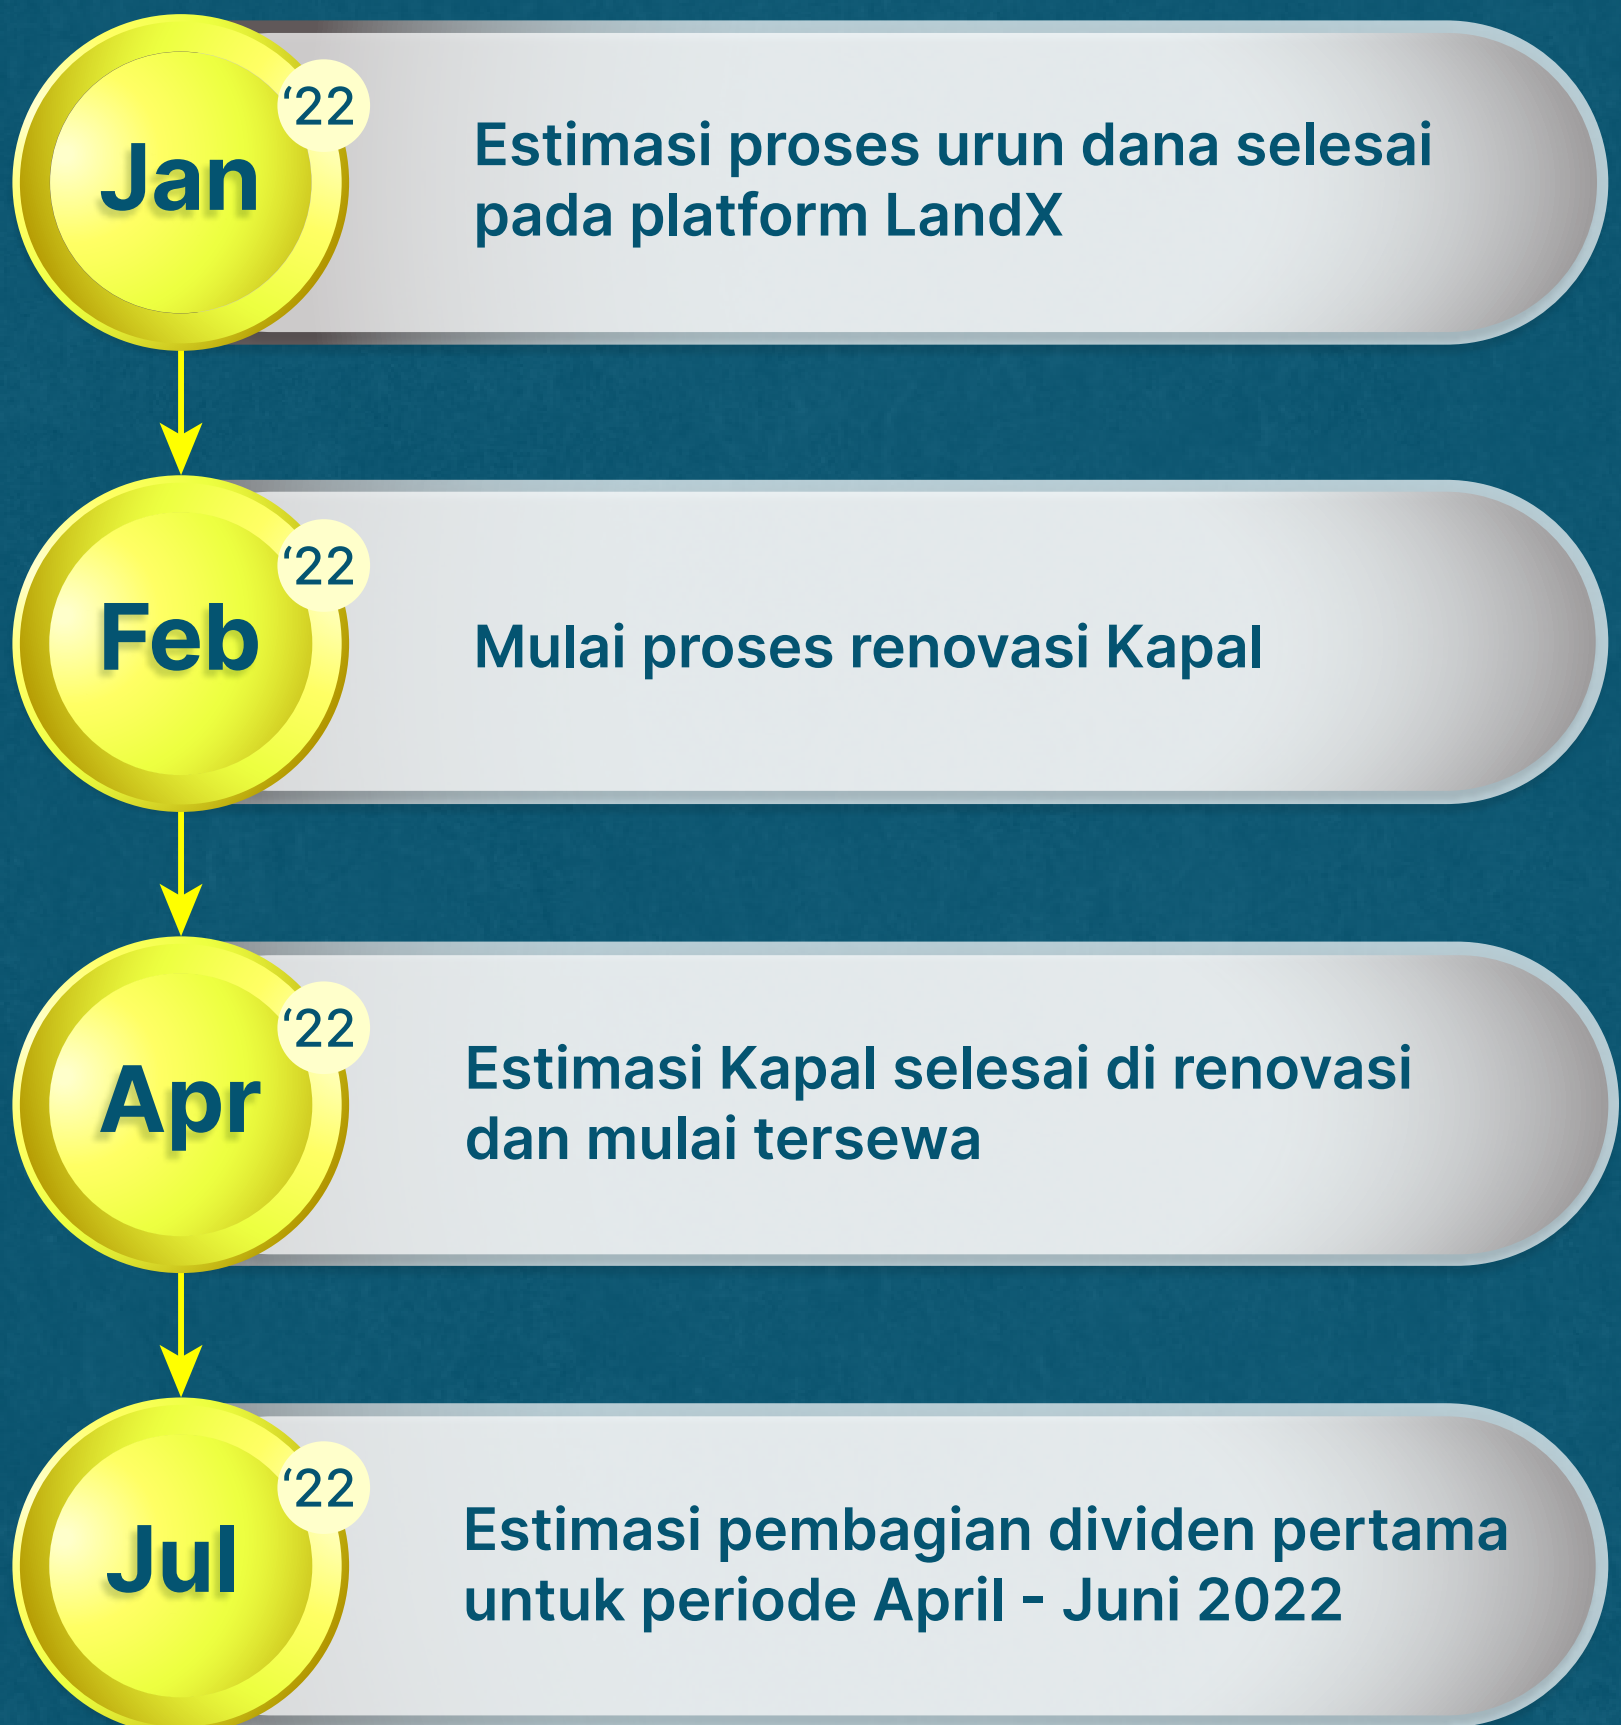 Jan
‘22
Estimasi proses urun dana selesai
pada platform LandX
Feb
‘22
Mulai proses renovasi Kapal
Apr
‘22
Estimasi Kapal selesai di renovasi
dan mulai tersewa
Jul
‘22
Estimasi pembagian dividen pertama
untuk periode April - Juni 2022